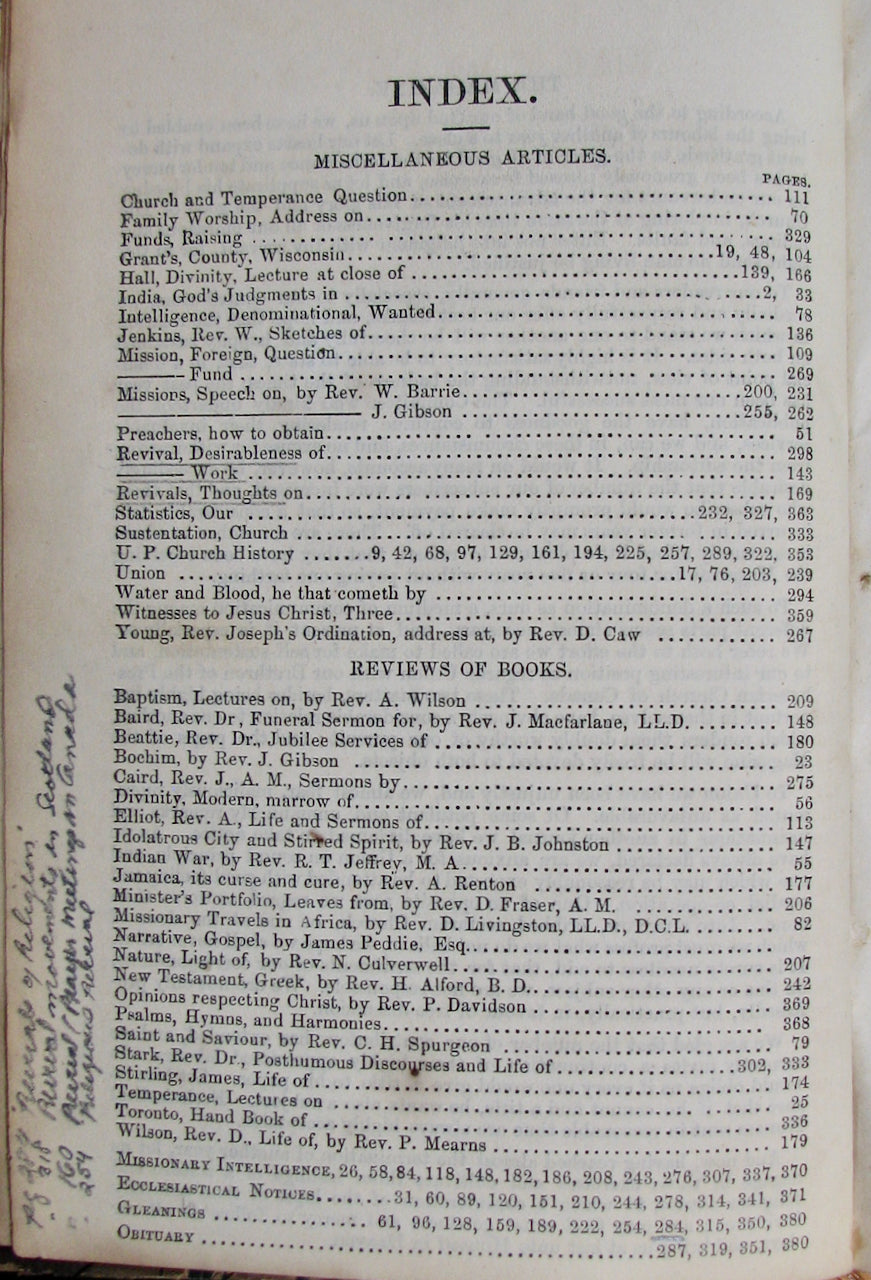 INDEX.
MISCELLANEOUS ARTICLES.
PAGES.
Church and Temperance Question.......... 111
Family Worship, Address on.......... 70
Funds, Raising .......... 329
Grant's, County, Wisconsin..........19, 48, 104
Hall, Divinity, Lecture at close of ..........139, 166
India, God's Judgments in ..........2, 33
Intelligence, Denominational, Wanted.......... 78
Jenkins, Rev. W., Sketches of.......... 136
Mission, Foreign, Question.......... 109
——— Fund .......... 269
Missions, Speech on, by Rev. W. Barrie..........200, 231
——————————— J. Gibson ..........255, 262
Preachers, how to obtain.......... 51
Revival, Desirableness of.......... 298
——— Work .......... 143
Revivals, Thoughts on.......... 169
Statistics, Our ..........232, 327, 363
Sustentation, Church .......... 333
U. P. Church History .......9, 42, 68, 97, 129, 161, 194, 225, 257, 289, 322, 353
Union ..........17, 76, 203, 239
Water and Blood, he that cometh by .......... 294
Witnesses to Jesus Christ, Three.......... 359
Young, Rev. Joseph's Ordination, address at, by Rev. D. Caw .......... 267
REVIEWS OF BOOKS.
Baptism, Lectures on, by Rev. A. Wilson .......... 209
Baird, Rev. Dr, Funeral Sermon for, by Rev. J. Macfarlane, LL.D. ........ 148
Beattie, Rev. Dr., Jubilee Services of .......... 180
Bochim, by Rev. J. Gibson .......... 23
Caird, Rev. J., A. M., Sermons by.......... 275
Divinity, Modern, marrow of.......... 56
Elliot, Rev. A., Life and Sermons of.......... 113
Idolatrous City and Stirred Spirit, by Rev. J. B. Johnston .......... 147
Indian War, by Rev. R. T. Jeffrey, M. A.......... 55
Jamaica, its curse and cure, by Rev. A. Renton .......... 177
Minister's Portfolio, Leaves from, by Rev. D. Fraser, A. M. .......... 206
Missionary Travels in Africa, by Rev. D. Livingston, LL.D., D.C.L. ........ 82
Narrative, Gospel, by James Peddie, Esq..........
Nature, Light of, by Rev. N. Culverwell.......... 207
New Testament, Greek, by Rev. H. Alford, B. D.......... 242
Opinions respecting Christ, by Rev. P. Davidson .......... 369
Psalms, Hymns, and Harmonies.......... 368
Saint and Saviour, by Rev. C. H. Spurgeon .......... 79
Stark, Rev. Dr., Posthumous Discourses and Life of ..........302, 333
Stirling, James, Life of .......... 174
Temperance, Lectures on .......... 25
Toronto, Hand Book of .......... 336
Wilson, Rev. D., Life of, by Rev. P. Mearns .......... 179
MISSIONARY INTELLIGENCE, 26, 58, 84, 118, 148, 182, 186, 208, 243, 276, 307, 337, 370
ECCLESIASTICAL NOTICES........31, 60, 89, 120, 151, 210, 244, 278, 314, 341, 371
GLEANINGS .......... 61, 96, 128, 159, 189, 222, 254, 284, 315, 350, 380
OBITUARY ..........287, 319, 351, 380
"Revivals of Religion"
Revival movements in Scotland
160 Revival/Prayer Meetings in Canada
254 Religious Revival